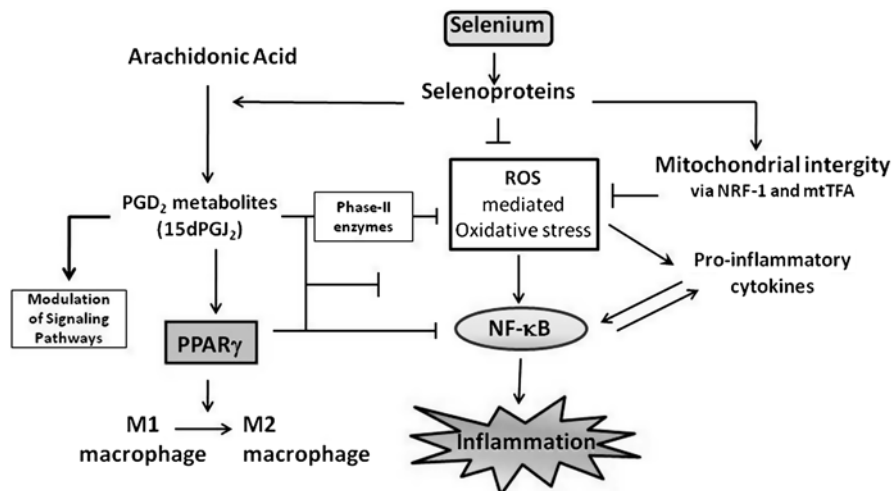 Selenium
Arachidonic Acid
Selenoproteins
Mitochondrial intergity
via NRF-1 and mtTFA
ROS
mediated
Oxidative stress
PGD₂ metabolites
(15dPGJ₂)
Phase-II
enzymes
Pro-inflammatory
cytokines
Modulation
of Signaling
Pathways
PPARγ
NF-κB
M1
macrophage
M2
macrophage
Inflammation